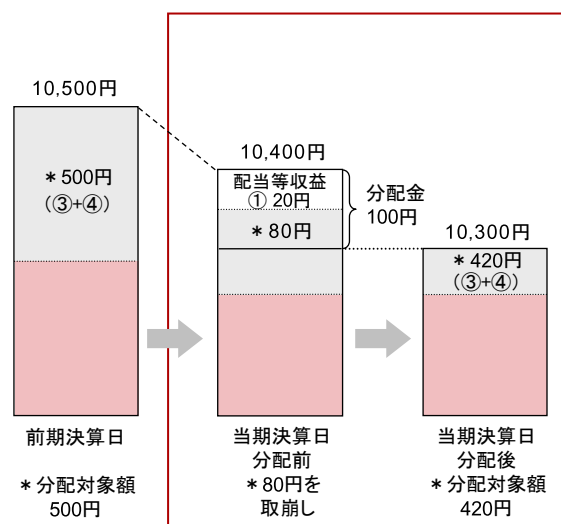 10,500円
＊500円
（③+④）
前期決算日
＊分配対象額
500円
10,400円
配当等収益
① 20円
＊80円
分配金
100円
当期決算日
分配前
＊80円を
取崩し
10,300円
＊420円
（③+④）
当期決算日
分配後
＊分配対象額
420円